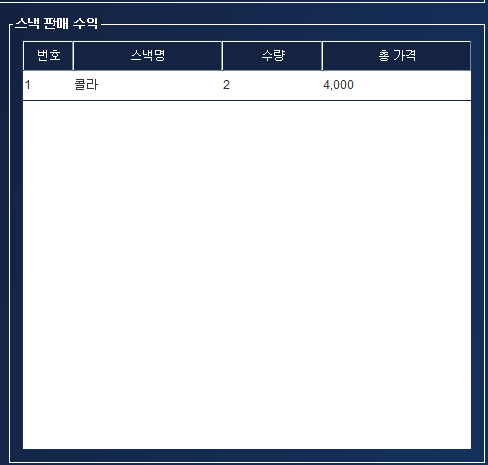 스낵 판매 수익
번호 스낵명 수량 총 가격
1 콜라 2 4,000